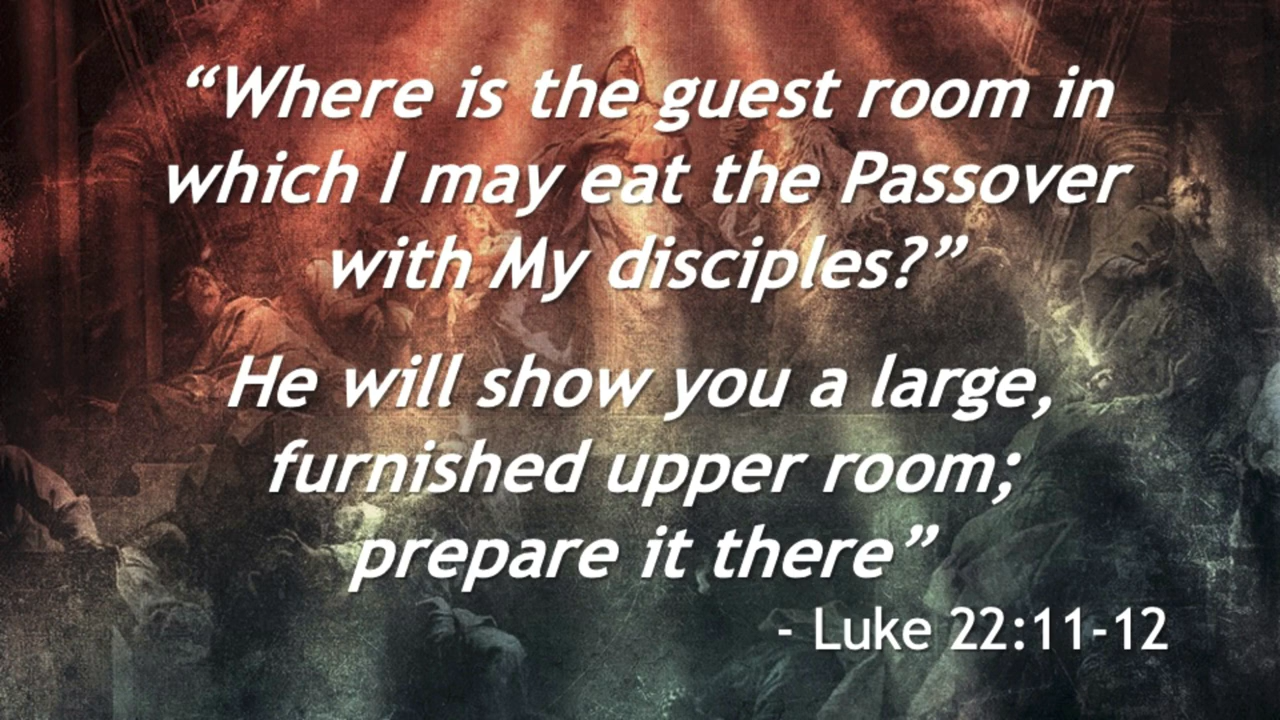 “Where is the guest room in
which I may eat the Passover
with My disciples?”
He will show you a large,
furnished upper room;
prepare it there”
- Luke 22:11-12